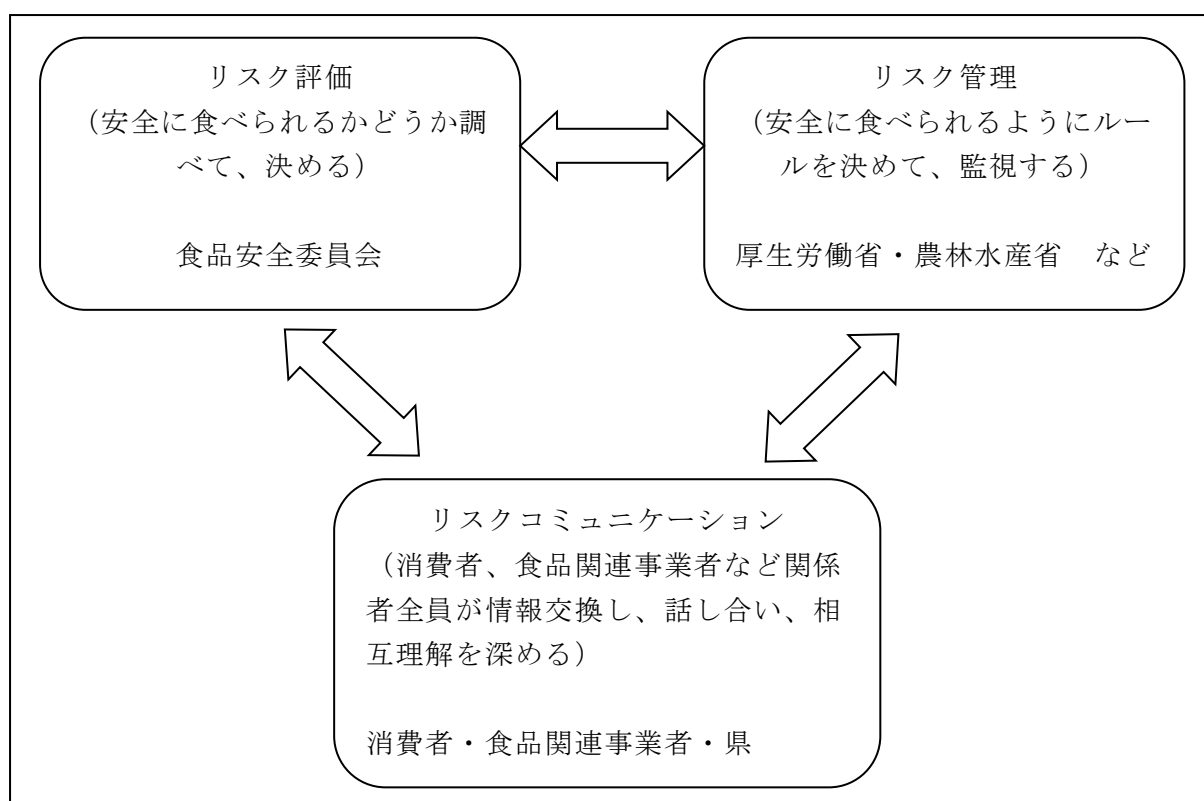 リスク評価
（安全に食べられるかどうか調
べて、決める）
食品安全委員会
リスク管理
（安全に食べられるようにルー
ルを決めて、監視する）
厚生労働省・農林水産省　など
リスクコミュニケーション
（消費者、食品関連事業者など関係
者全員が情報交換し、話し合い、相
互理解を深める）
消費者・食品関連事業者・県